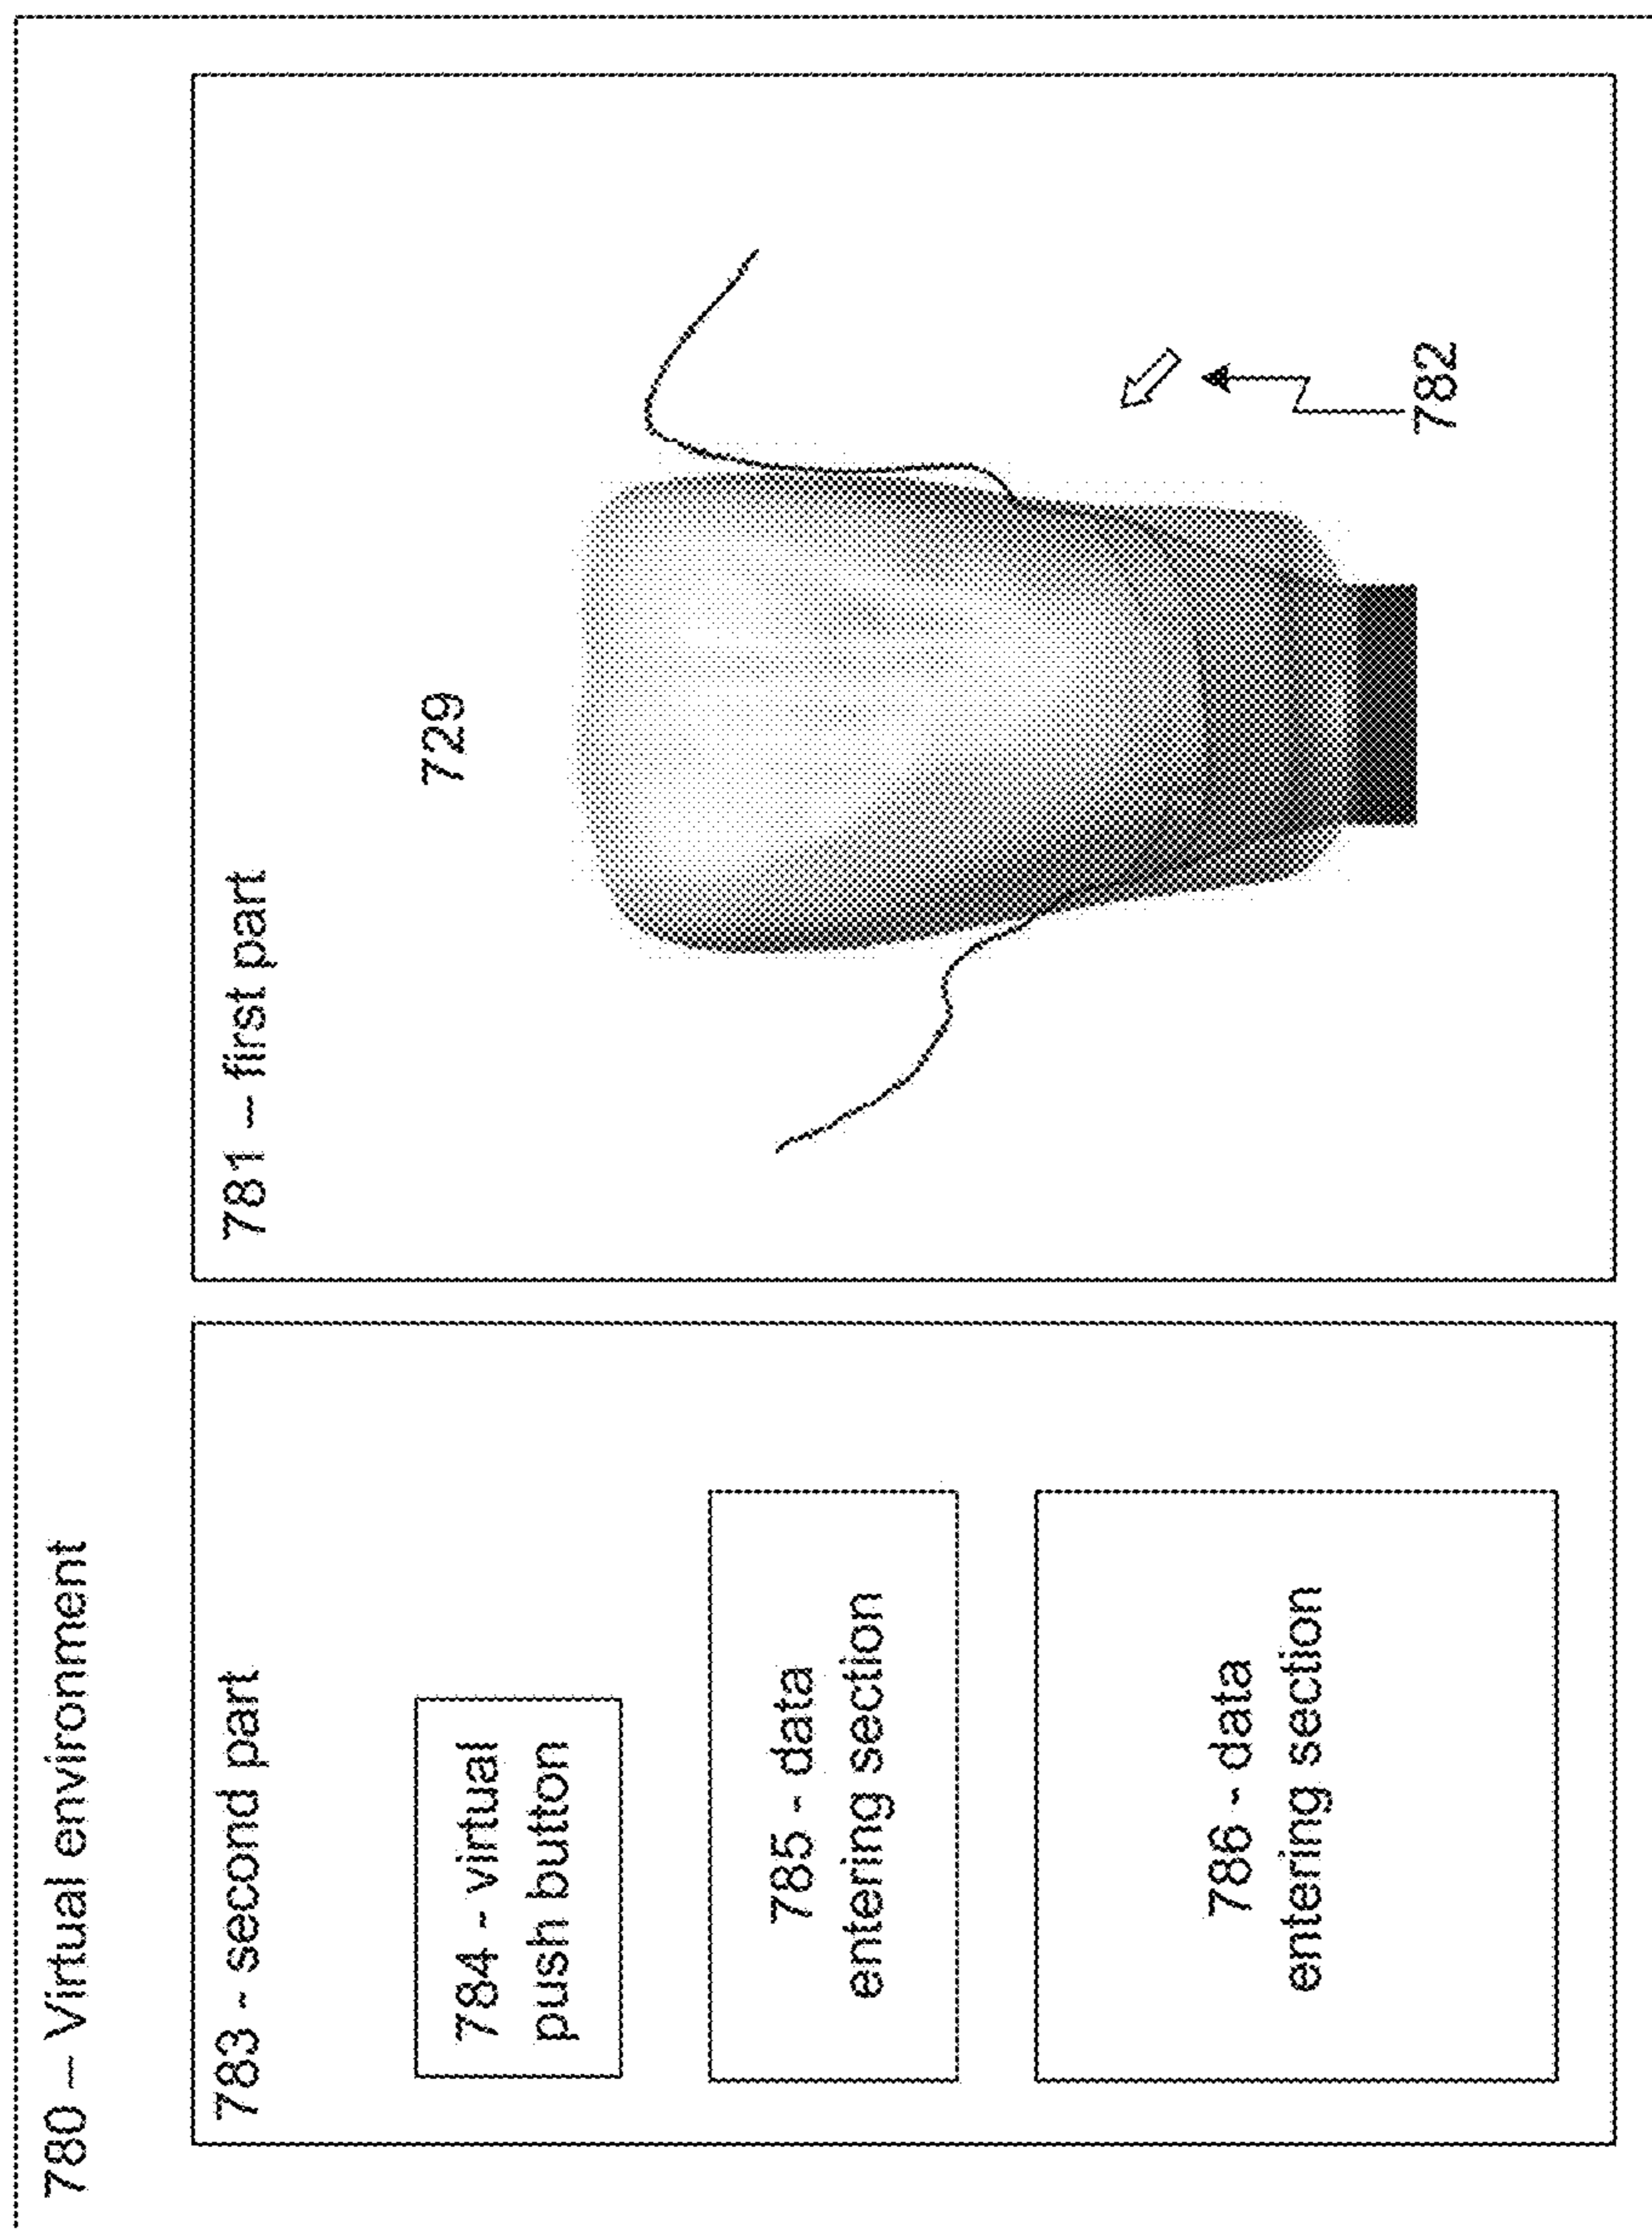 780 – Virtual environment
783 - second part
784 - virtual
push button
785 - data
entering section
786 - data
entering section
781 – first part
729
782